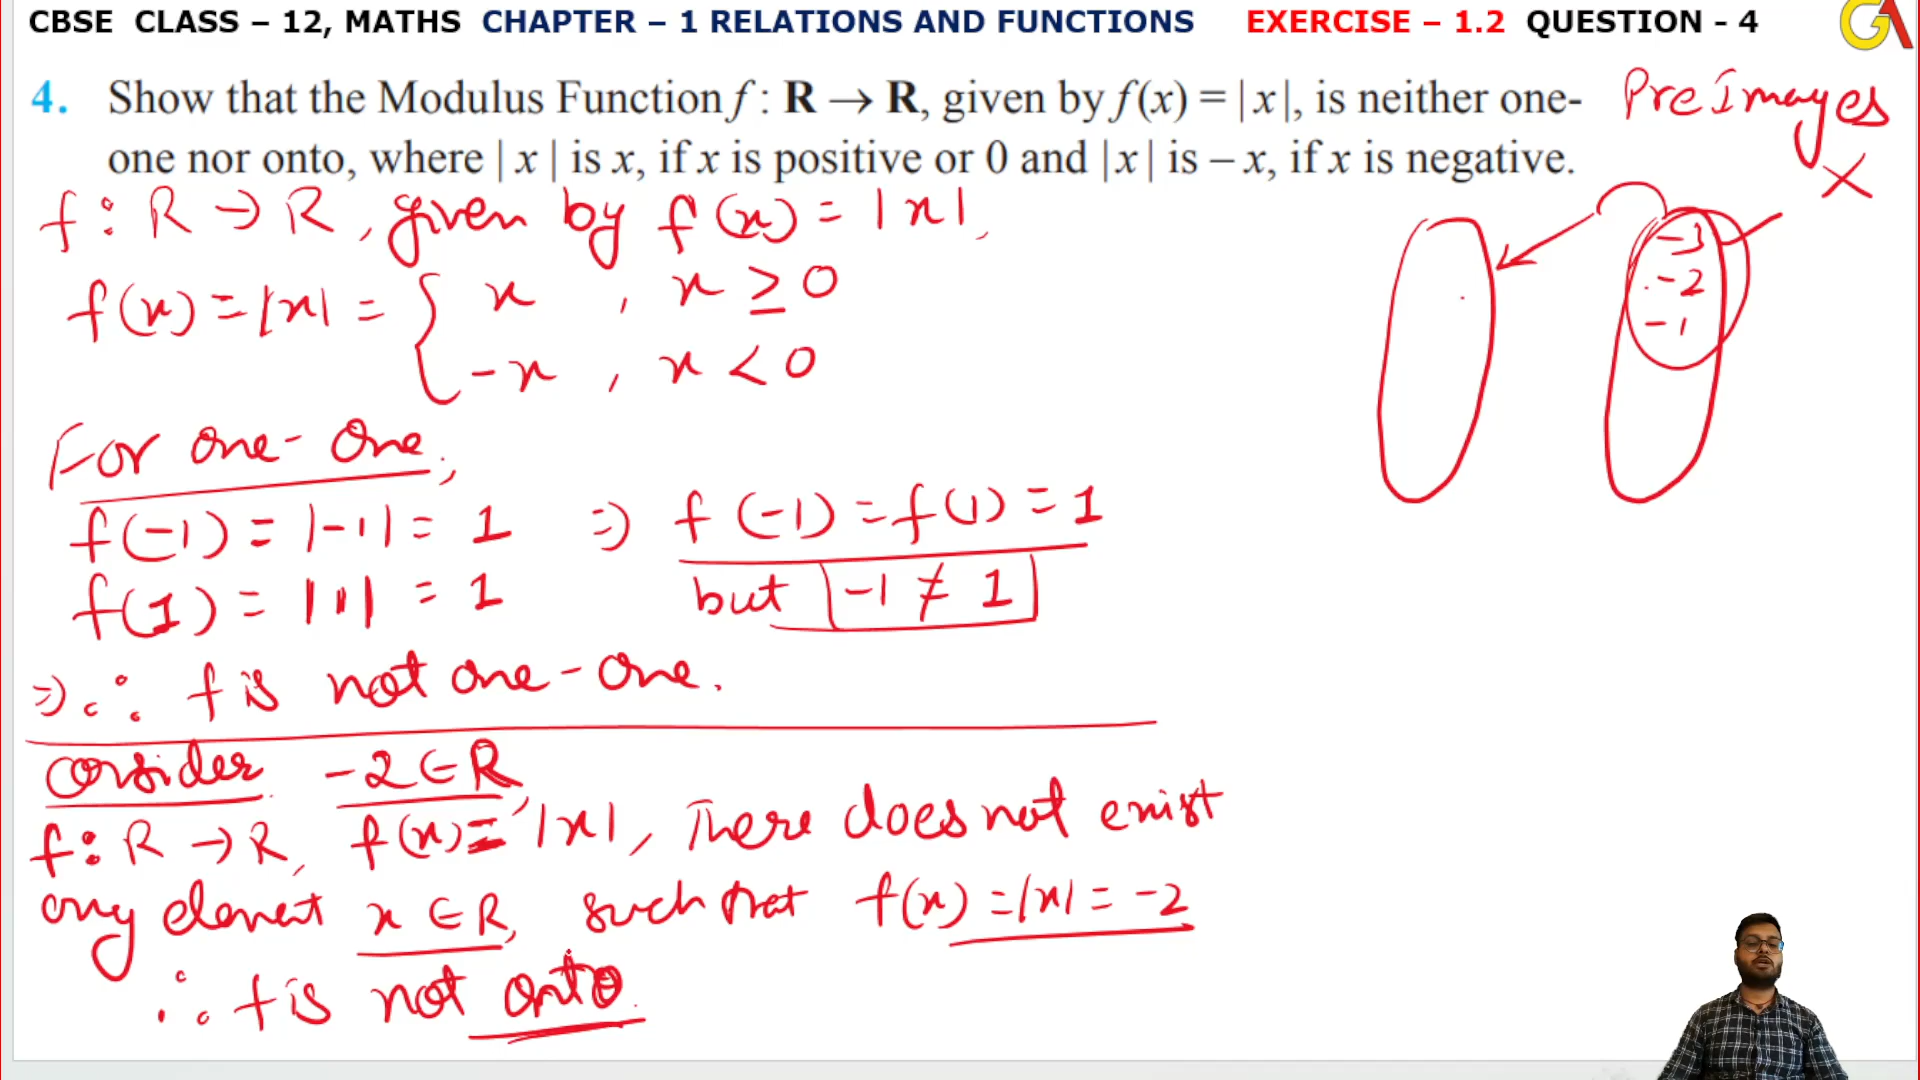 CBSE CLASS – 12, MATHS CHAPTER – 1 RELATIONS AND FUNCTIONS EXERCISE – 1.2 QUESTION - 4
GA
4. Show that the Modulus Function f : R → R, given by f(x) = |x|, is neither one-
one nor onto, where | x | is x, if x is positive or 0 and |x| is – x, if x is negative.
Pre Images
X
f : R → R, given by f(x) = |x|,
f(x) = |x| = { x , x ≥ 0
-x , x < 0
-3
-2
-1
For one-one,
f(-1) = |-1| = 1 ⇒ f(-1) = f(1) = 1
f(1) = |1| = 1 but -1 ≠ 1
⇒ ∴ f is not one-one.
Consider -2 ∈ R
f : R → R, f(x) = |x|, There does not exist
any element x ∈ R, such that f(x) = |x| = -2
∴ f is not onto.